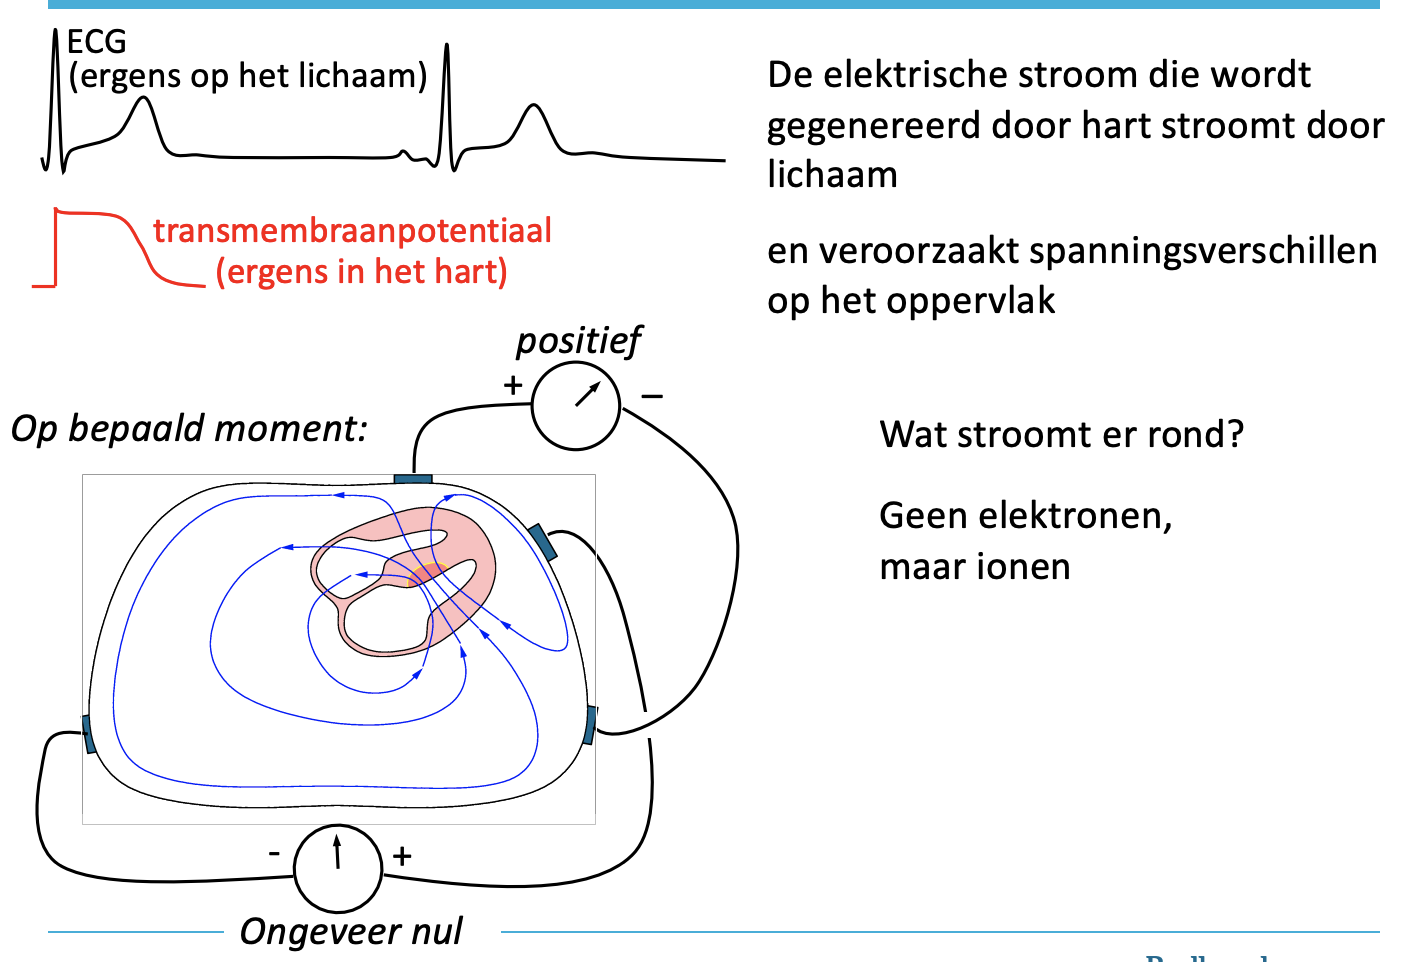 ECG
(ergens op het lichaam)
transmembraanpotentiaal
(ergens in het hart)
De elektrische stroom die wordt
gegenereerd door hart stroomt door
lichaam
en veroorzaakt spanningsverschillen
op het oppervlak
positief
+ –
Op bepaald moment:
Wat stroomt er rond?
Geen elektronen,
maar ionen
- +
Ongeveer nul